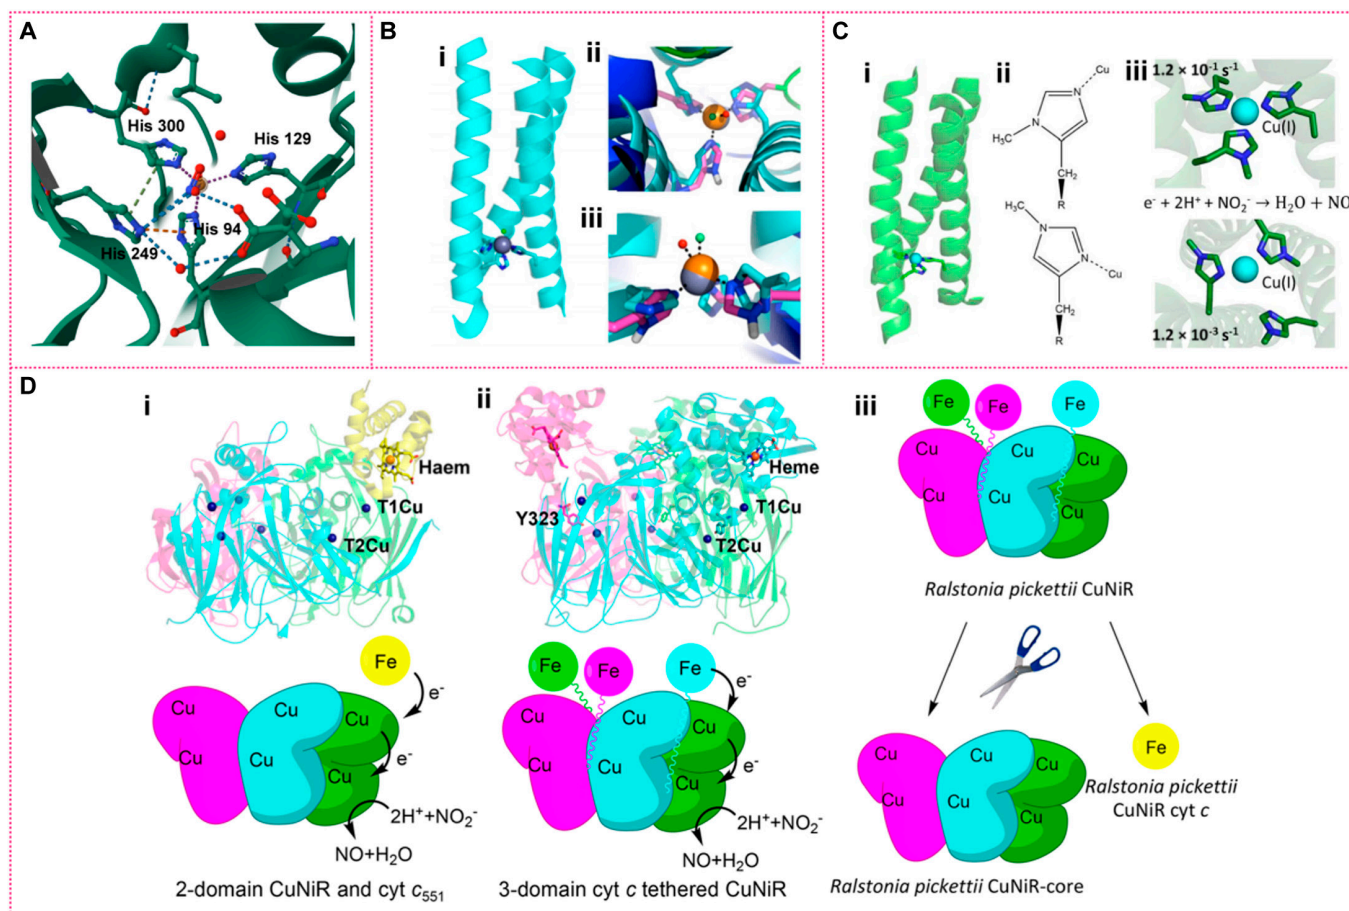 A
His 300
His 129
His 94
His 249
B
i
ii
iii
C
i
ii
Cu
N
N
H₃C
CH₂
R
CH₃
N
N
Cu
CH₂
R
iii
1.2 × 10⁻¹ s⁻¹
Cu(I)
e⁻ + 2H⁺ + NO₂⁻ → H₂O + NO
Cu(I)
1.2 × 10⁻³ s⁻¹
D
i
Haem
T1Cu
T2Cu
Fe
e⁻
Cu
Cu
Cu
e⁻
Cu
Cu
Cu
2H⁺+NO₂⁻
NO+H₂O
2-domain CuNiR and cyt c₅₅₁
ii
Heme
Y323
T1Cu
T2Cu
Fe
Fe
Fe
e⁻
Cu
Cu
Cu
e⁻
Cu
Cu
Cu
2H⁺+NO₂⁻
NO+H₂O
3-domain cyt c tethered CuNiR
iii
Fe
Fe
Fe
Cu
Cu
Cu
Cu
Cu
Cu
Ralstonia pickettii CuNiR
Cu
Cu
Cu
Cu
Cu
Cu
Fe
Ralstonia pickettii
CuNiR cyt c
Ralstonia pickettii CuNiR-core